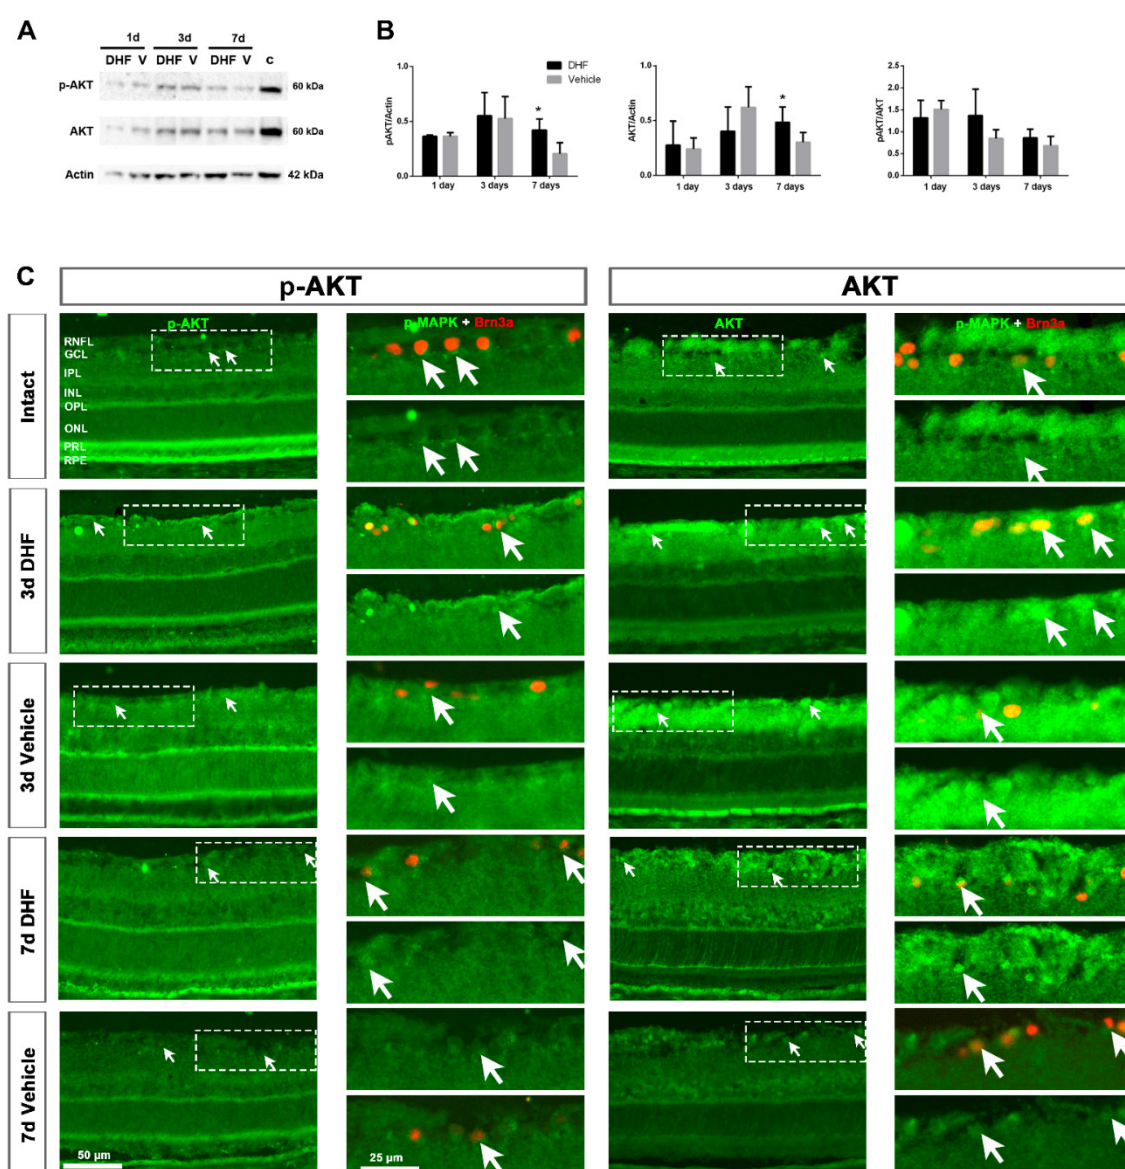 A
1d 3d 7d
DHF V DHF V DHF V c
p-AKT 60 kDa
AKT 60 kDa
Actin 42 kDa
B
DHF
Vehicle
pAKT/Actin
1.0
0.5
0.0
*
1 day 3 days 7 days
AKT/Actin
1.0
0.5
0.0
*
1 day 3 days 7 days
pAKT/AKT
2.5
2.0
1.5
1.0
0.5
0.0
1 day 3 days 7 days
C
p-AKT AKT
Intact
p-AKT p-MAPK + Brn3a AKT p-MAPK + Brn3a
RNFL
GCL
IPL
INL
OPL
ONL
PRL
RPE
3d DHF
3d Vehicle
7d DHF
7d Vehicle
50 µm 25 µm